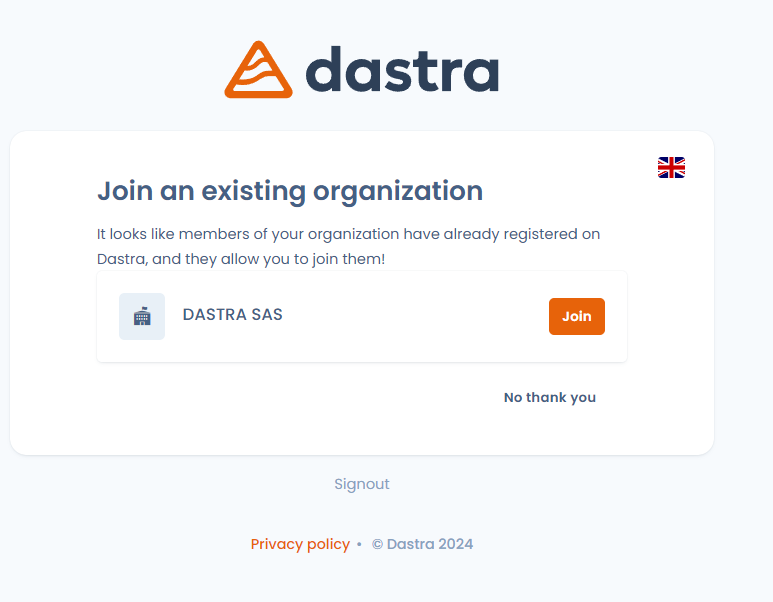 dastra
Join an existing organization
It looks like members of your organization have already registered on
Dastra, and they allow you to join them!
DASTRA SAS
Join
No thank you
Signout
Privacy policy • © Dastra 2024